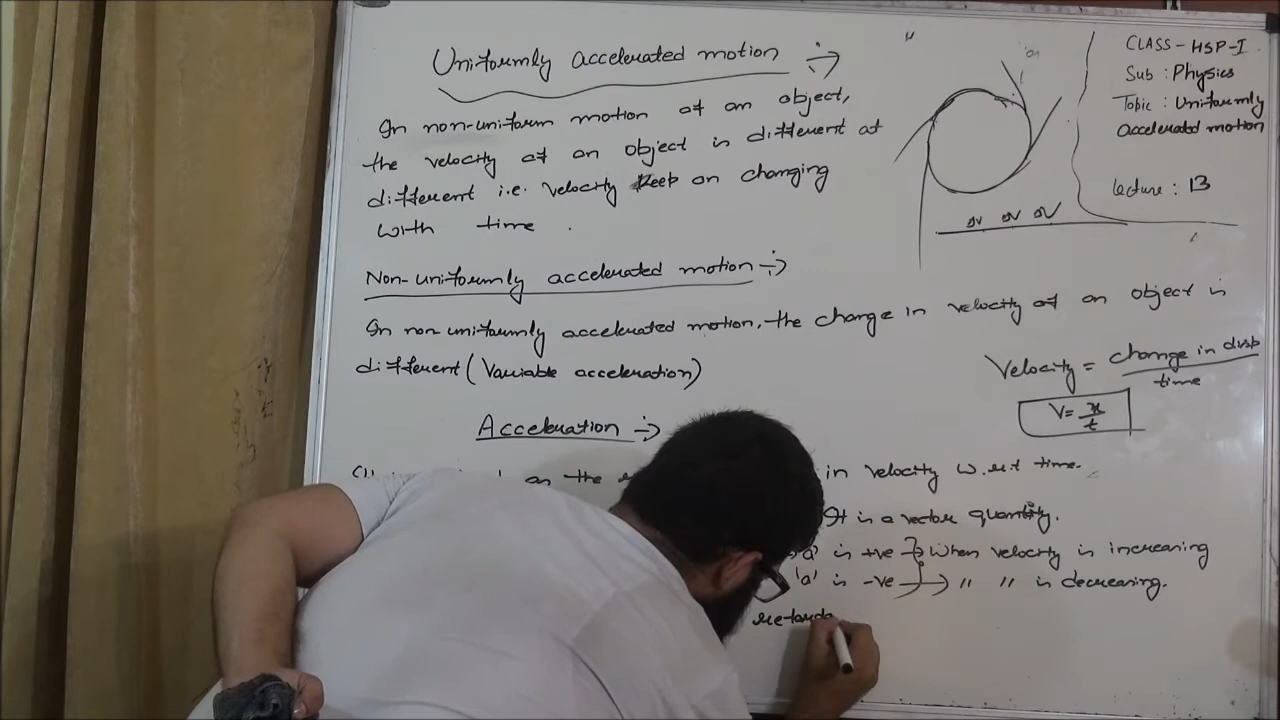 Uniformly accelerated motion :->
In non-uniform motion of an object,
the velocity of an object is different at
different i.e. velocity keep on changing
with time .
Non-uniformly accelerated motion :->
In non uniformly accelerated motion, the change in velocity of an object is
different (Variable acceleration)
Acceleration :->
on the
in velocity w.r.t time.
It is a vector quantity.
'a' is +ve -> When velocity is increasing
'a' is -ve -> " " is decreasing.
retarda
Velocity = change in disp / time
V = x/t
CLASS - HSP-I
Sub : Physics
Topic : Uniformly
accelerated motion
Lecture : 13